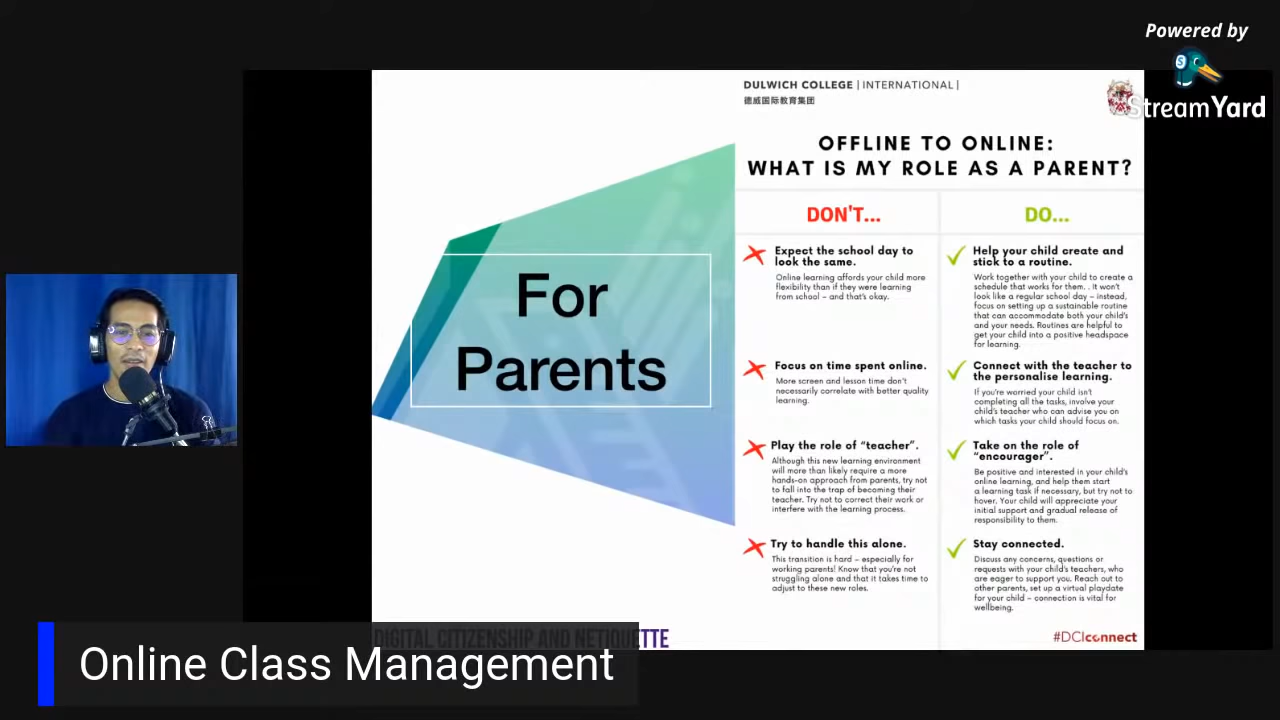 Powered by
StreamYard
DULWICH COLLEGE | INTERNATIONAL |
德威国际教育集团
OFFLINE TO ONLINE:
WHAT IS MY ROLE AS A PARENT?
For
Parents
DON'T...
Expect the school day to
look the same.
Online learning affords your child more
flexibility than if they were learning
from school – and that's okay.
Focus on time spent online.
More screen and lesson time don't
necessarily correlate with better quality
learning.
Play the role of “teacher”.
Although this new learning environment
will more than likely require a more
hands-on approach from parents, try not
to fall into the trap of becoming their
teacher. Try not to correct their work or
interfere with the learning process.
Try to handle this alone.
This transition is hard – especially for
working parents! Know that you're not
struggling alone and that it takes time to
adjust to these new roles.
DO...
Help your child create and
stick to a routine.
Work together with your child to create a
schedule that works for them. . It won't
look like a regular school day – instead,
focus on setting up a sustainable routine
that can accommodate both your child's
and your needs. Routines are helpful to
get your child into a positive headspace
for learning.
Connect with the teacher to
the personalise learning.
If you're worried your child isn't
completing all the tasks, involve your
child's teacher who can advise you on
which tasks your child should focus on.
Take on the role of
“encourager”.
Be positive and interested in your child's
online learning, and help them start
a learning task if necessary, but try not to
hover. Your child will appreciate your
initial support and gradual release of
responsibility to them.
Stay connected.
Discuss any concerns, questions or
requests with your child's teachers, who
are eager to support you. Reach out to
other parents, set up a virtual playdate
for your child – connection is vital for
wellbeing.
#DCIconnect
DIGITAL CITIZENSHIP AND NETIQUETTE
Online Class Management